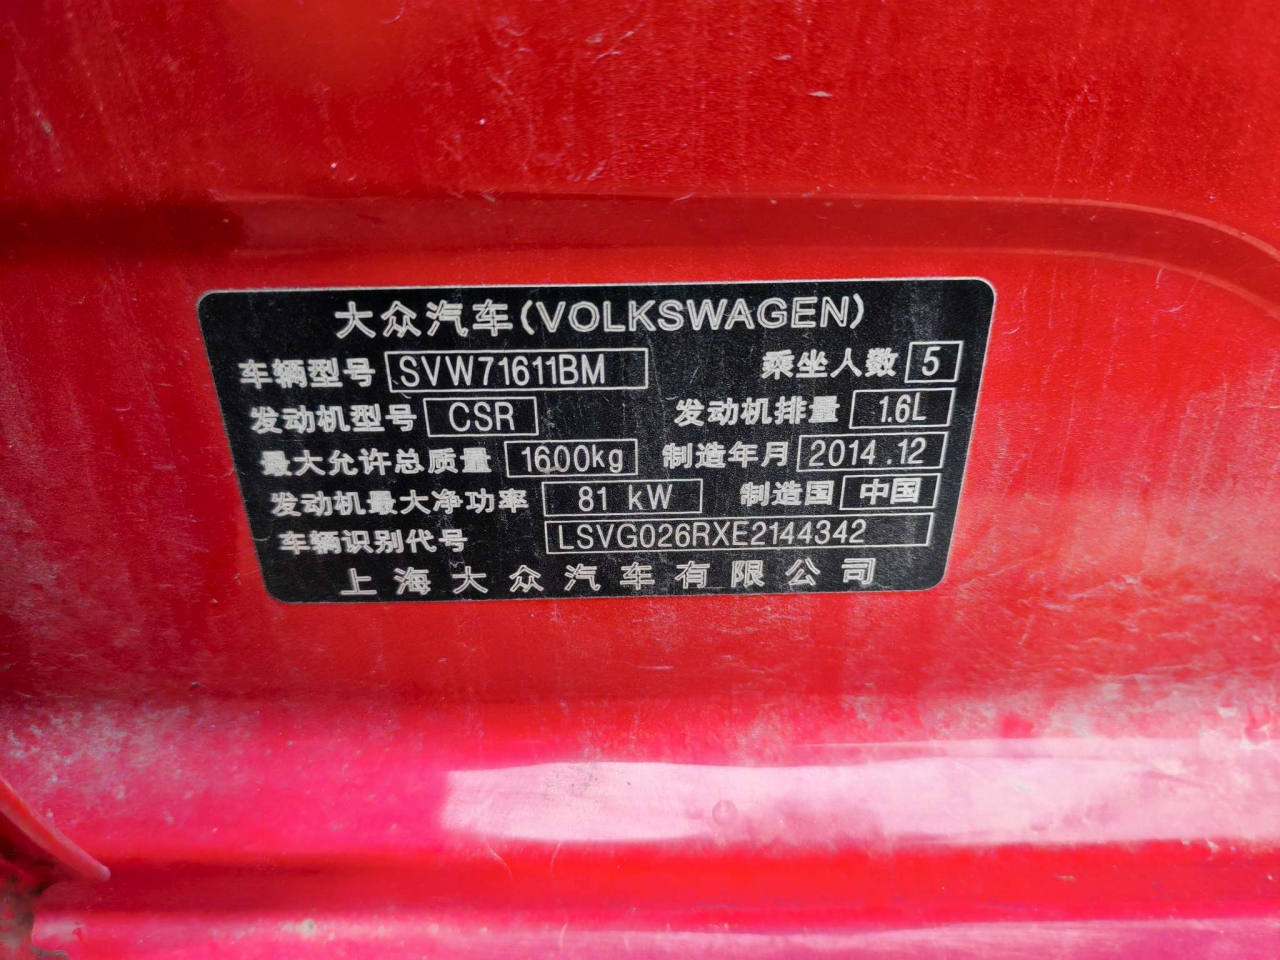 大众汽车(VOLKSWAGEN)
车辆型号 SVW71611BM 乘坐人数 5
发动机型号 CSR 发动机排量 1.6L
最大允许总质量 1600kg 制造年月 2014.12
发动机最大净功率 81 kW 制造国 中国
车辆识别代号 LSVG026RXE2144342
上海大众汽车有限公司